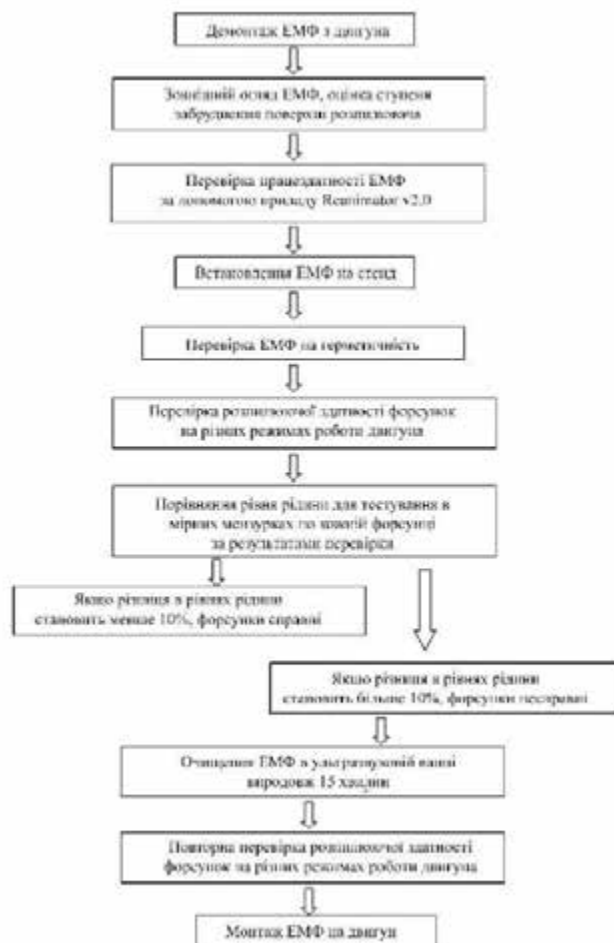 Демонтаж ЕМФ з двигуна
Зовнішній огляд ЕМФ, оцінка ступеня
забруднення поверхні розпилювача
Перевірка працездатності ЕМФ
за допомогою приладу Reanimator v2.0
Встановлення ЕМФ на стенд
Перевірка ЕМФ на герметичність
Перевірка розпилюючої здатності форсунок
на різних режимах роботи двигуна
Порівняння рівня рідини для тестування в
мірних мензурках по кожній форсунці
за результатами перевірки
Якщо різниця в рівнях рідини
становить менше 10%, форсунки справні
Якщо різниця в рівнях рідини
становить більше 10%, форсунки несправні
Очищення ЕМФ в ультразвуковій ванні
впродовж 15 хвилин
Повторна перевірка розпилюючої здатності
форсунок на різних режимах роботи двигуна
Монтаж ЕМФ на двигун